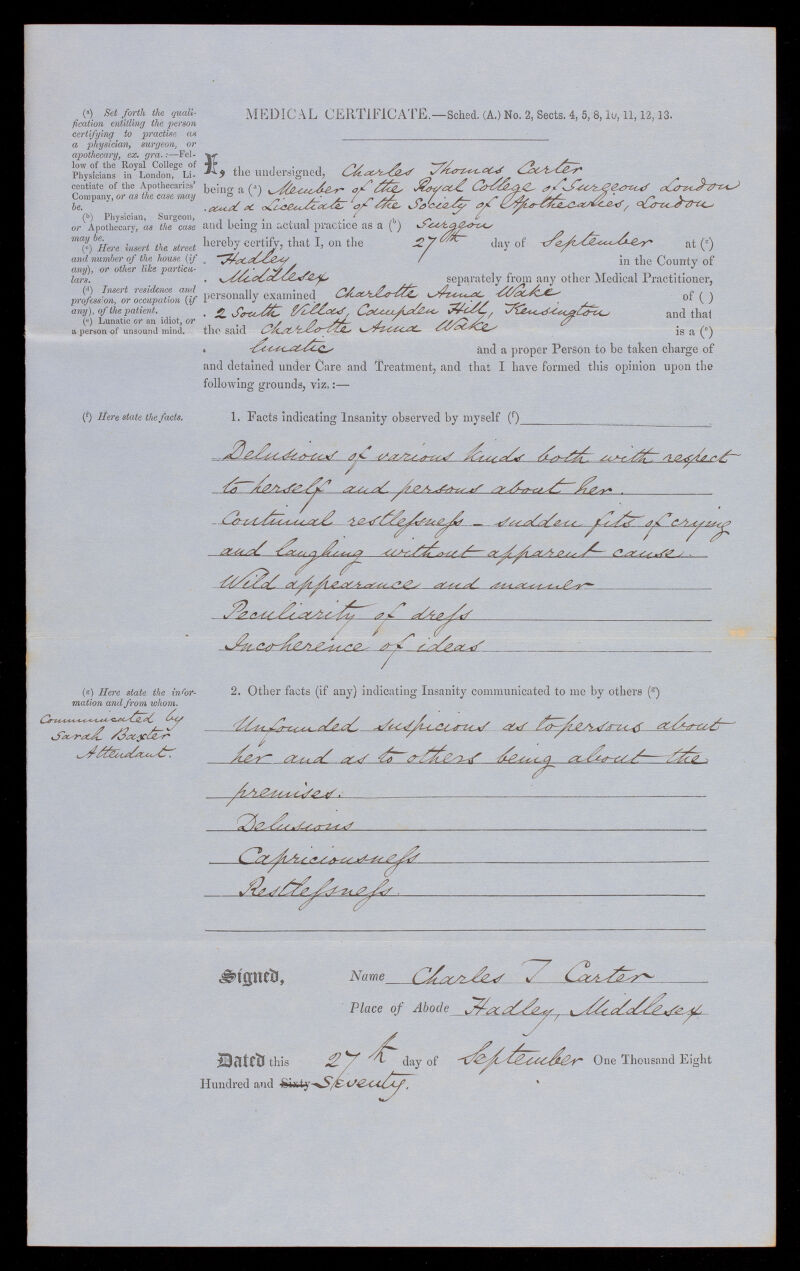 (a) Set forth the quali-
fication entitling the person
certifying to practise as
a physician, surgeon, or
apothecary, ex. gra.:—Fel-
low of the Royal College of
Physicians in London, Li-
centiate of the Apothecaries'
Company, or as the case may
be.
(b) Physician, Surgeon,
or Apothecary, as the case
may be.
(c) Here insert the street
and number of the house (if
any), or other like particu-
lars.
(d) Insert residence and
profession, or occupation (if
any), of the patient.
(e) Lunatic or an idiot, or
a person of unsound mind.
MEDICAL CERTIFICATE.—Sched. (A.) No. 2, Sects. 4, 5, 8, 10, 11, 12, 13.
I, the undersigned, Charles Thomas Carter
being a (a) Member of the Royal College of Surgeons London
and a Licentiate of the Society of Apothecaries, London
and being in actual practice as a (b) Surgeon
hereby certify, that I, on the 27th day of September at (c)
Hadley in the County of
Middlesex separately from any other Medical Practitioner,
personally examined Charlotte Anna Wake of ( )
2 South Villas, Campden Hill, Kensington and that
the said Charlotte Anna Wake is a (e)
lunatic and a proper Person to be taken charge of
and detained under Care and Treatment, and that I have formed this opinion upon the
following grounds, viz.:—
(f) Here state the facts.
1. Facts indicating Insanity observed by myself (f)
Delusions of various kinds both with respect
to herself and persons about her.
Continual restlessness - sudden fits of crying
and laughing without apparent cause.
Wild appearance and manner
Peculiarity of dress
Incoherence of ideas
(g) Here state the infor-
mation and from whom.
Communicated by
Sarah Baxter
Attendant.
2. Other facts (if any) indicating Insanity communicated to me by others (g)
Unfounded suspicions as to persons about
her and as to others being about the
premises.
Delusions
Capriciousness
Restlessness.
Signed, Name Charles T Carter
Place of Abode Hadley, Middlesex
Dated this 27th day of September One Thousand Eight
Hundred and Sixty Seventy.